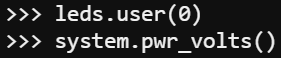 >>> leds.user(0)
>>> system.pwr_volts()